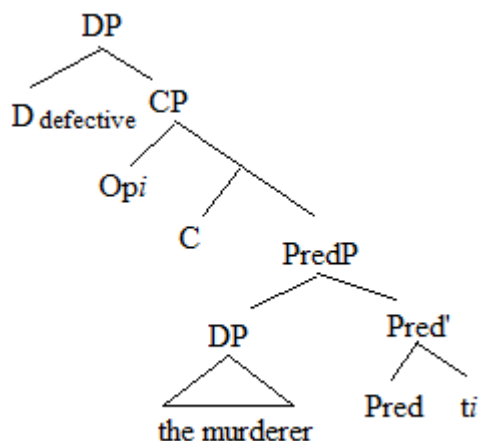 DP
D defective CP
Opi
C
PredP
DP Pred'
the murderer Pred ti